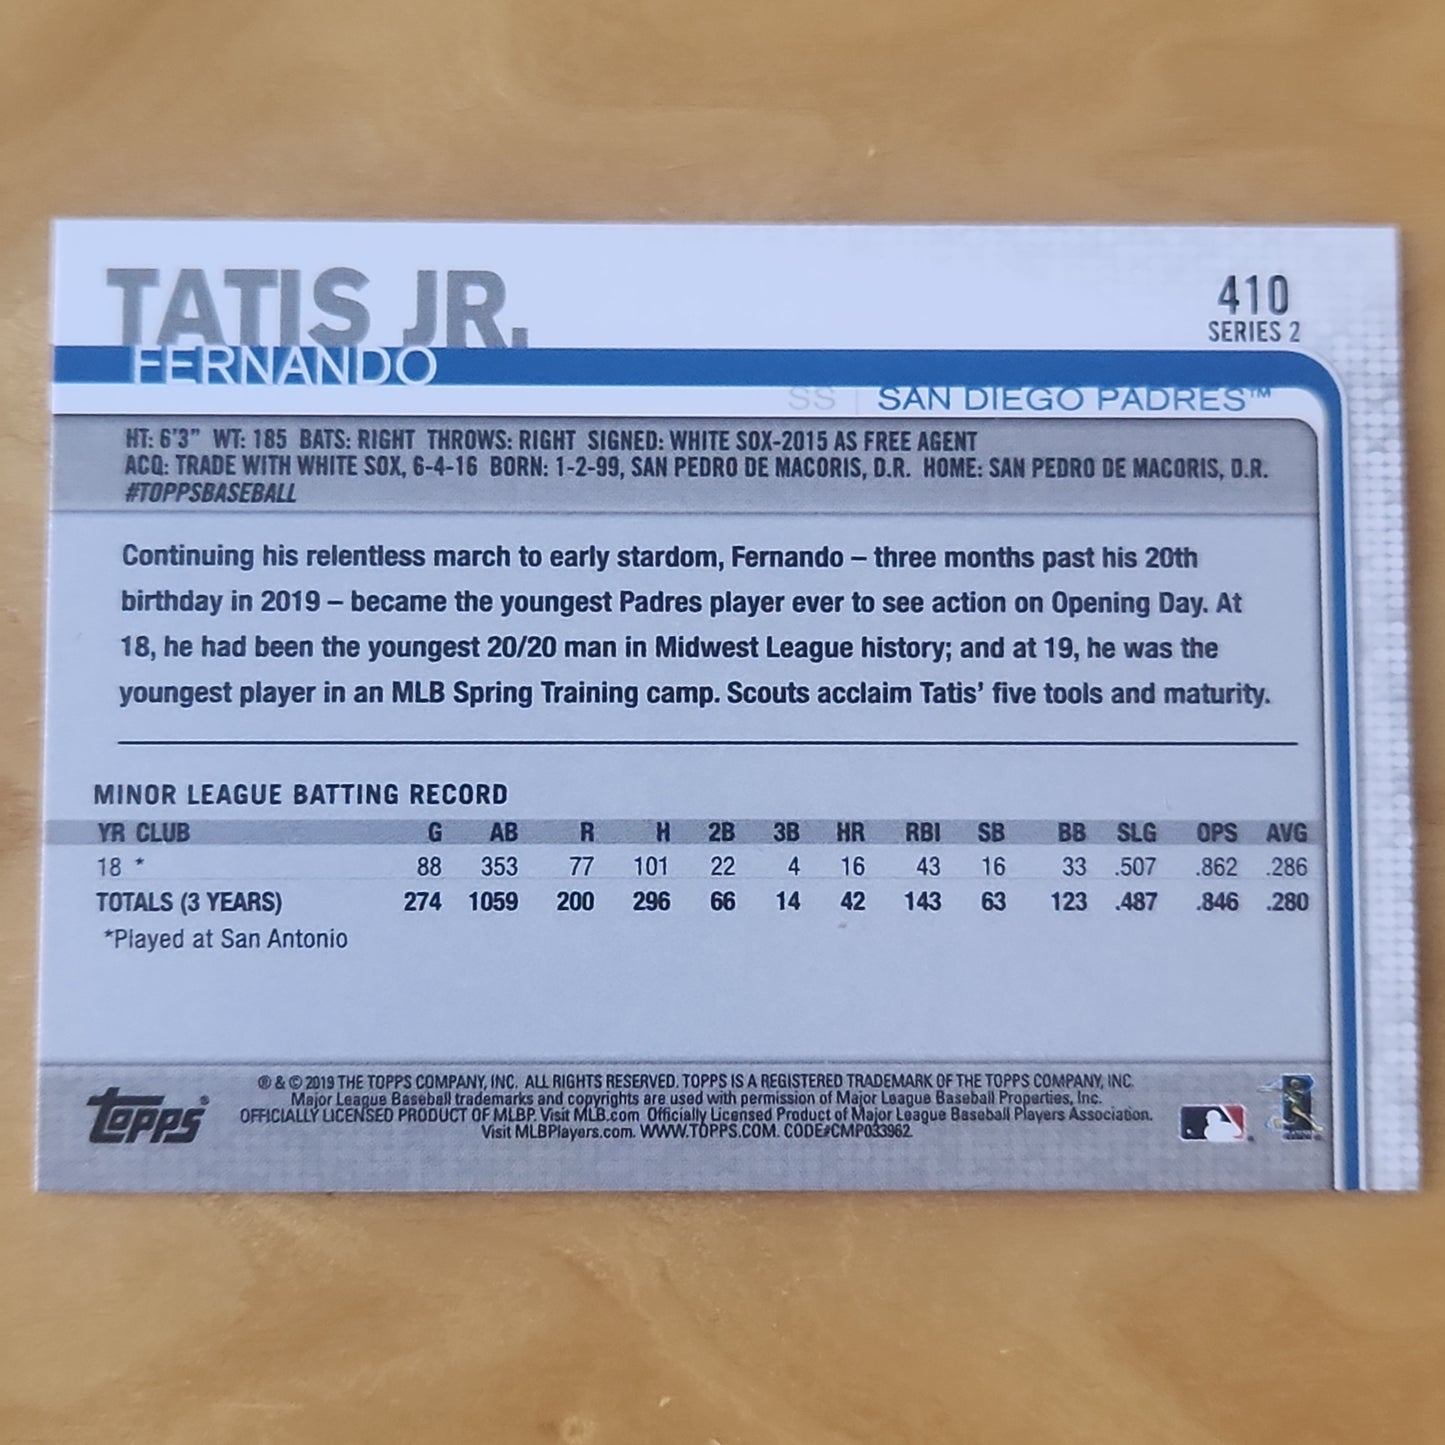 TATIS JR.
FERNANDO
410
SERIES 2
SS | SAN DIEGO PADRES™
HT: 6'3" WT: 185 BATS: RIGHT THROWS: RIGHT SIGNED: WHITE SOX-2015 AS FREE AGENT
ACQ: TRADE WITH WHITE SOX, 6-4-16 BORN: 1-2-99, SAN PEDRO DE MACORIS, D.R. HOME: SAN PEDRO DE MACORIS, D.R.
#TOPPSBASEBALL
Continuing his relentless march to early stardom, Fernando – three months past his 20th
birthday in 2019 – became the youngest Padres player ever to see action on Opening Day. At
18, he had been the youngest 20/20 man in Midwest League history; and at 19, he was the
youngest player in an MLB Spring Training camp. Scouts acclaim Tatis' five tools and maturity.
MINOR LEAGUE BATTING RECORD
YR CLUB G AB R H 2B 3B HR RBI SB BB SLG OPS AVG
18 * 88 353 77 101 22 4 16 43 16 33 .507 .862 .286
TOTALS (3 YEARS) 274 1059 200 296 66 14 42 143 63 123 .487 .846 .280
*Played at San Antonio
topps®
® & © 2019 THE TOPPS COMPANY, INC. ALL RIGHTS RESERVED. TOPPS IS A REGISTERED TRADEMARK OF THE TOPPS COMPANY, INC.
Major League Baseball trademarks and copyrights are used with permission of Major League Baseball Properties, Inc.
OFFICIALLY LICENSED PRODUCT OF MLBP. Visit MLB.com Officially Licensed Product of Major League Baseball Players Association.
Visit MLBPlayers.com. WWW.TOPPS.COM. CODE#CMP033962